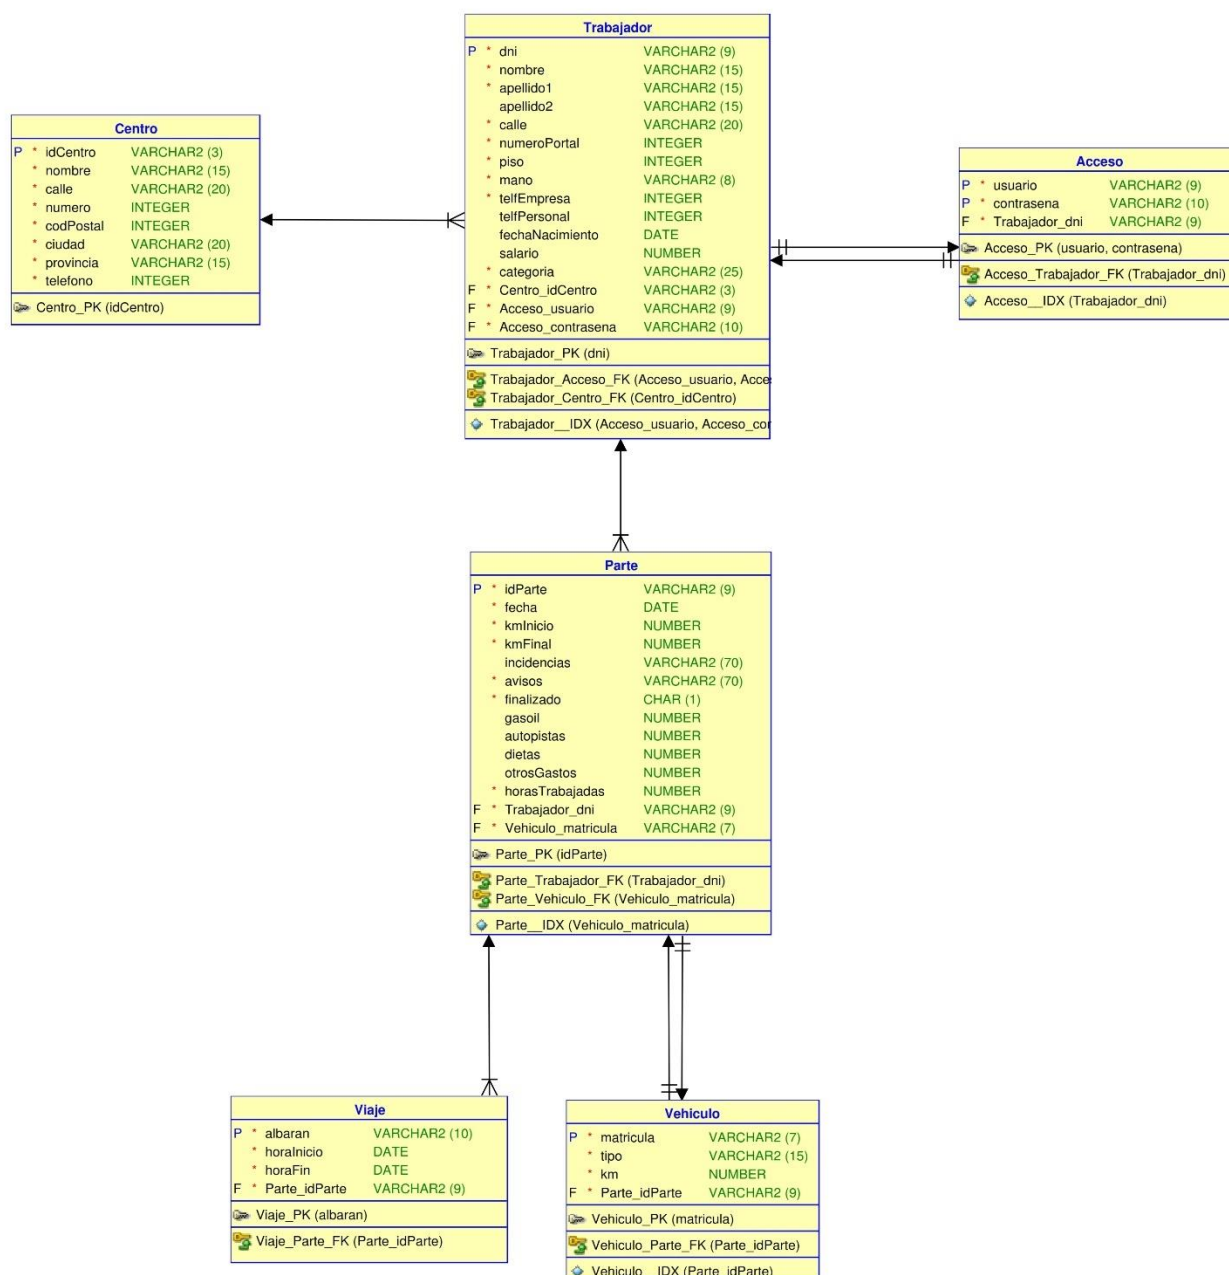 Trabajador
P * dni VARCHAR2 (9)
* nombre VARCHAR2 (15)
* apellido1 VARCHAR2 (15)
apellido2 VARCHAR2 (15)
* calle VARCHAR2 (20)
* numeroPortal INTEGER
* piso INTEGER
* mano VARCHAR2 (8)
* telfEmpresa INTEGER
telfPersonal INTEGER
fechaNacimiento DATE
salario NUMBER
* categoria VARCHAR2 (25)
F * Centro_idCentro VARCHAR2 (3)
F * Acceso_usuario VARCHAR2 (9)
F * Acceso_contrasena VARCHAR2 (10)
Trabajador_PK (dni)
Trabajador_Acceso_FK (Acceso_usuario, Acce
Trabajador_Centro_FK (Centro_idCentro)
Trabajador__IDX (Acceso_usuario, Acceso_cor
Centro
P * idCentro VARCHAR2 (3)
* nombre VARCHAR2 (15)
* calle VARCHAR2 (20)
* numero INTEGER
* codPostal INTEGER
* ciudad VARCHAR2 (20)
* provincia VARCHAR2 (15)
* telefono INTEGER
Centro_PK (idCentro)
Acceso
P * usuario VARCHAR2 (9)
P * contrasena VARCHAR2 (10)
F * Trabajador_dni VARCHAR2 (9)
Acceso_PK (usuario, contrasena)
Acceso_Trabajador_FK (Trabajador_dni)
Acceso__IDX (Trabajador_dni)
Parte
P * idParte VARCHAR2 (9)
* fecha DATE
* kmInicio NUMBER
* kmFinal NUMBER
incidencias VARCHAR2 (70)
* avisos VARCHAR2 (70)
* finalizado CHAR (1)
gasoil NUMBER
autopistas NUMBER
dietas NUMBER
otrosGastos NUMBER
* horasTrabajadas NUMBER
F * Trabajador_dni VARCHAR2 (9)
F * Vehiculo_matricula VARCHAR2 (7)
Parte_PK (idParte)
Parte_Trabajador_FK (Trabajador_dni)
Parte_Vehiculo_FK (Vehiculo_matricula)
Parte__IDX (Vehiculo_matricula)
Viaje
P * albaran VARCHAR2 (10)
* horaInicio DATE
* horaFin DATE
F * Parte_idParte VARCHAR2 (9)
Viaje_PK (albaran)
Viaje_Parte_FK (Parte_idParte)
Vehiculo
P * matricula VARCHAR2 (7)
* tipo VARCHAR2 (15)
* km NUMBER
F * Parte_idParte VARCHAR2 (9)
Vehiculo_PK (matricula)
Vehiculo_Parte_FK (Parte_idParte)
Vehiculo__IDX (Parte_idParte)